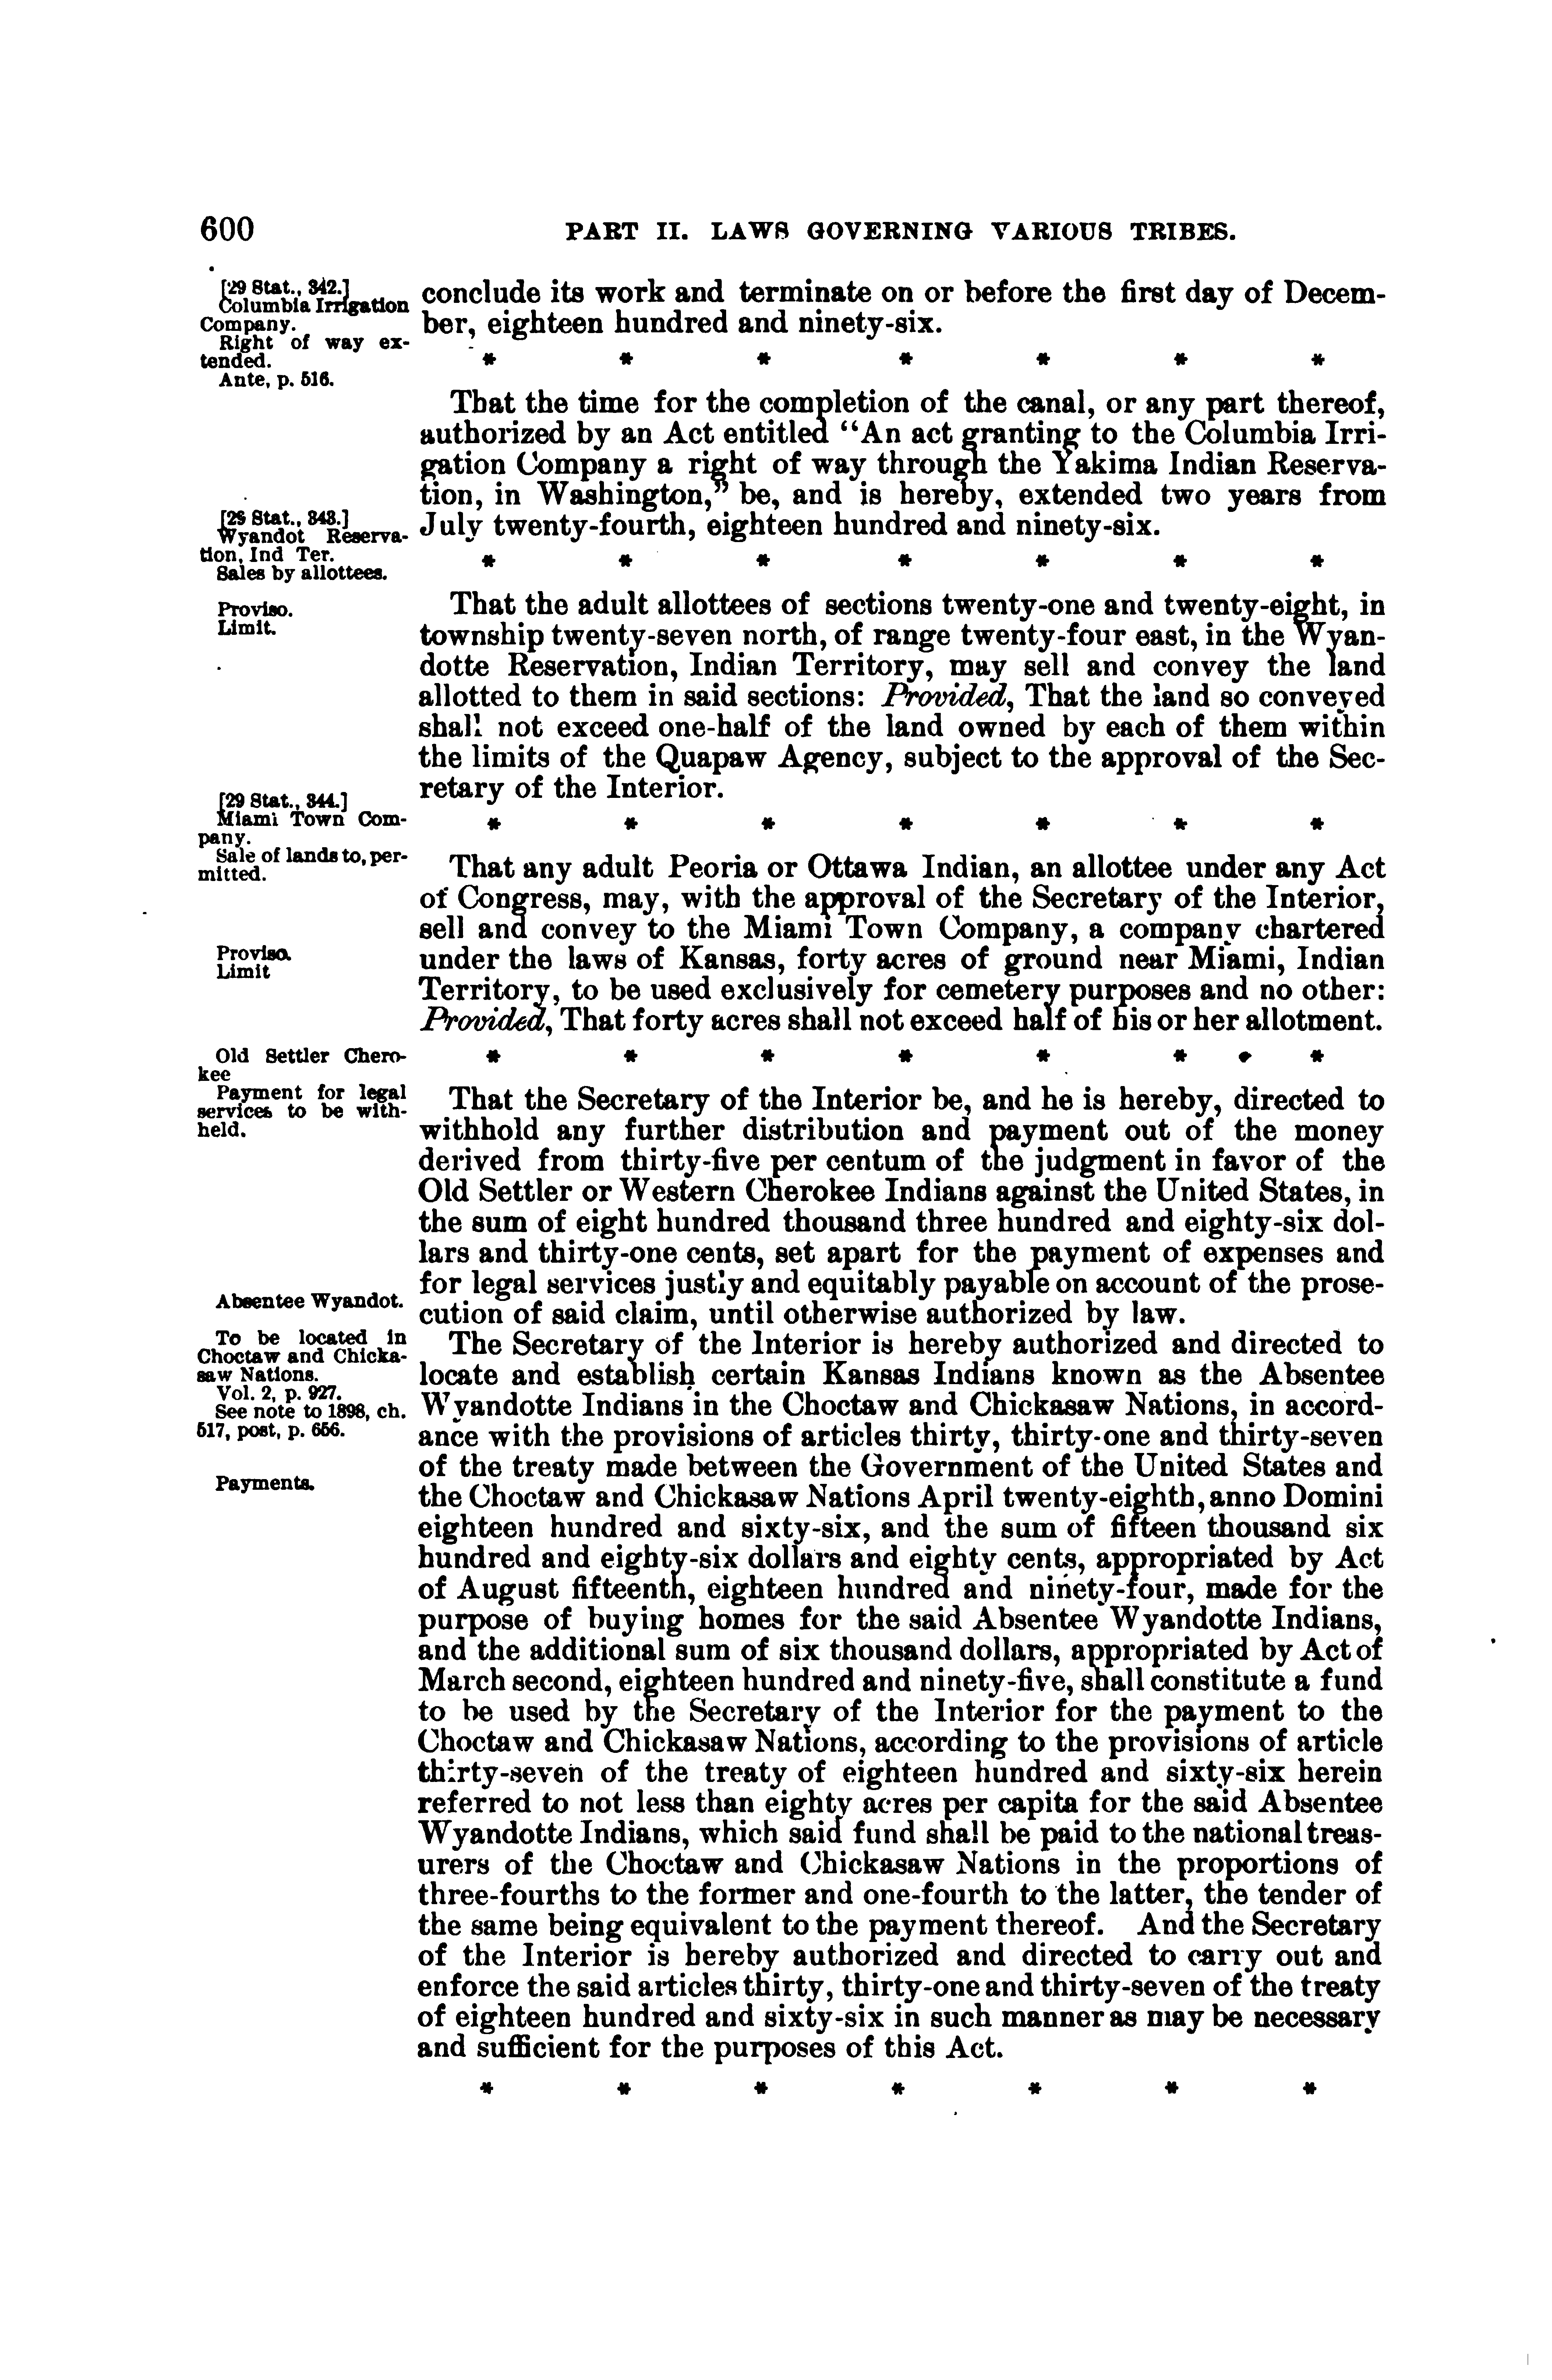 600
PART II. LAWS GOVERNING VARIOUS TRIBES.
[29 Stat., 342.]
Columbia Irrigation
Company.
Right of way ex-
tended.
Ante, p. 516.
conclude its work and terminate on or before the first day of Decem-
ber, eighteen hundred and ninety-six.
* * * * * * *
That the time for the completion of the canal, or any part thereof,
authorized by an Act entitled “An act granting to the Columbia Irri-
gation Company a right of way through the Yakima Indian Reserva-
tion, in Washington,” be, and is hereby, extended two years from
July twenty-fourth, eighteen hundred and ninety-six.
[29 Stat., 343.]
Wyandot Reserva-
tion, Ind Ter.
Sales by allottees.
* * * * * * *
Proviso.
Limit.
That the adult allottees of sections twenty-one and twenty-eight, in
township twenty-seven north, of range twenty-four east, in the Wyan-
dotte Reservation, Indian Territory, may sell and convey the land
allotted to them in said sections: Provided, That the land so conveyed
shall not exceed one-half of the land owned by each of them within
the limits of the Quapaw Agency, subject to the approval of the Sec-
retary of the Interior.
[29 Stat., 344.]
Miami Town Com-
pany.
Sale of lands to, per-
mitted.
* * * * * * *
That any adult Peoria or Ottawa Indian, an allottee under any Act
of Congress, may, with the approval of the Secretary of the Interior,
sell and convey to the Miami Town Company, a company chartered
under the laws of Kansas, forty acres of ground near Miami, Indian
Territory, to be used exclusively for cemetery purposes and no other:
Provided, That forty acres shall not exceed half of his or her allotment.
Proviso.
Limit
* * * * * * *
Old Settler Chero-
kee
Payment for legal
services to be with-
held.
That the Secretary of the Interior be, and he is hereby, directed to
withhold any further distribution and payment out of the money
derived from thirty-five per centum of the judgment in favor of the
Old Settler or Western Cherokee Indians against the United States, in
the sum of eight hundred thousand three hundred and eighty-six dol-
lars and thirty-one cents, set apart for the payment of expenses and
for legal services justly and equitably payable on account of the prose-
cution of said claim, until otherwise authorized by law.
Absentee Wyandot.
To be located in
Choctaw and Chicka-
saw Nations.
Vol. 2, p. 927.
See note to 1898, ch.
517, post, p. 656.
Payments.
The Secretary of the Interior is hereby authorized and directed to
locate and establish certain Kansas Indians known as the Absentee
Wyandotte Indians in the Choctaw and Chickasaw Nations, in accord-
ance with the provisions of articles thirty, thirty-one and thirty-seven
of the treaty made between the Government of the United States and
the Choctaw and Chickasaw Nations April twenty-eighth, anno Domini
eighteen hundred and sixty-six, and the sum of fifteen thousand six
hundred and eighty-six dollars and eighty cents, appropriated by Act
of August fifteenth, eighteen hundred and ninety-four, made for the
purpose of buying homes for the said Absentee Wyandotte Indians,
and the additional sum of six thousand dollars, appropriated by Act of
March second, eighteen hundred and ninety-five, shall constitute a fund
to be used by the Secretary of the Interior for the payment to the
Choctaw and Chickasaw Nations, according to the provisions of article
thirty-seven of the treaty of eighteen hundred and sixty-six herein
referred to not less than eighty acres per capita for the said Absentee
Wyandotte Indians, which said fund shall be paid to the national treas-
urers of the Choctaw and Chickasaw Nations in the proportions of
three-fourths to the former and one-fourth to the latter, the tender of
the same being equivalent to the payment thereof. And the Secretary
of the Interior is hereby authorized and directed to carry out and
enforce the said articles thirty, thirty-one and thirty-seven of the treaty
of eighteen hundred and sixty-six in such manner as may be necessary
and sufficient for the purposes of this Act.
* * * * * * *